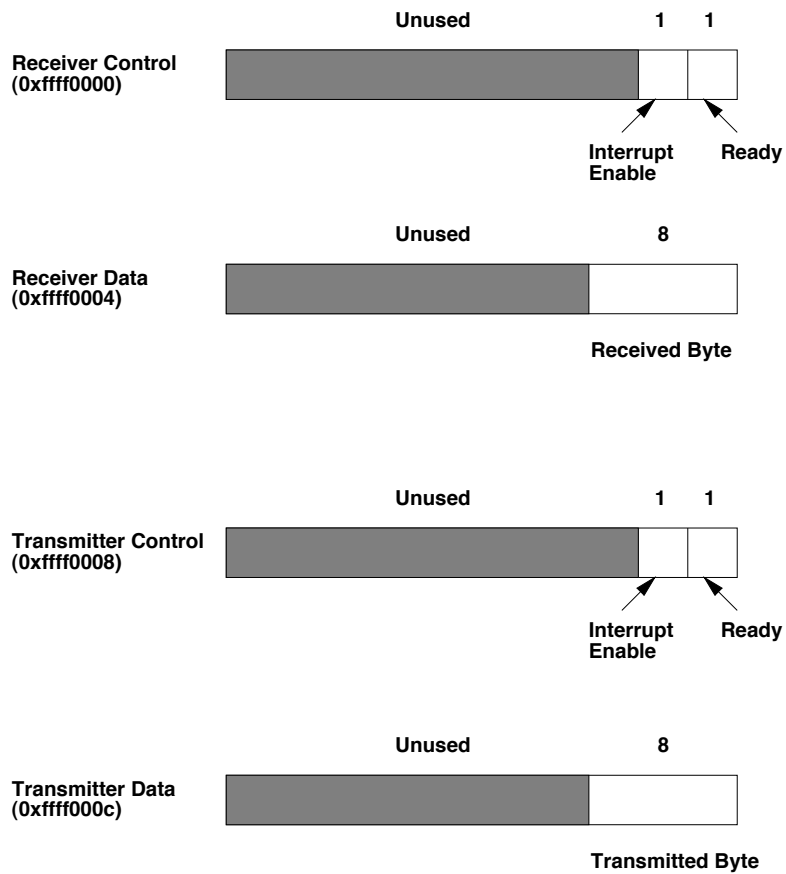 Unused 1 1
Receiver Control
(0xffff0000)
Interrupt Ready
Enable
Unused 8
Receiver Data
(0xffff0004)
Received Byte
Unused 1 1
Transmitter Control
(0xffff0008)
Interrupt Ready
Enable
Unused 8
Transmitter Data
(0xffff000c)
Transmitted Byte